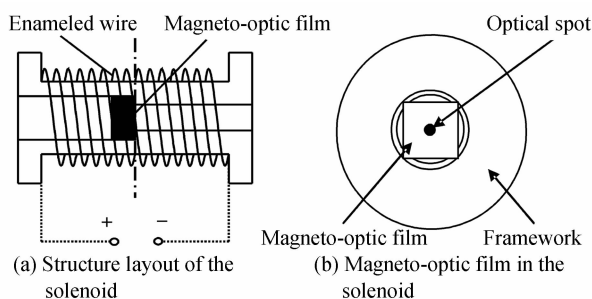 Enameled wire
Magneto-optic film
Optical spot
+ −
Magneto-optic film
Framework
(a) Structure layout of the
solenoid
(b) Magneto-optic film in the
solenoid